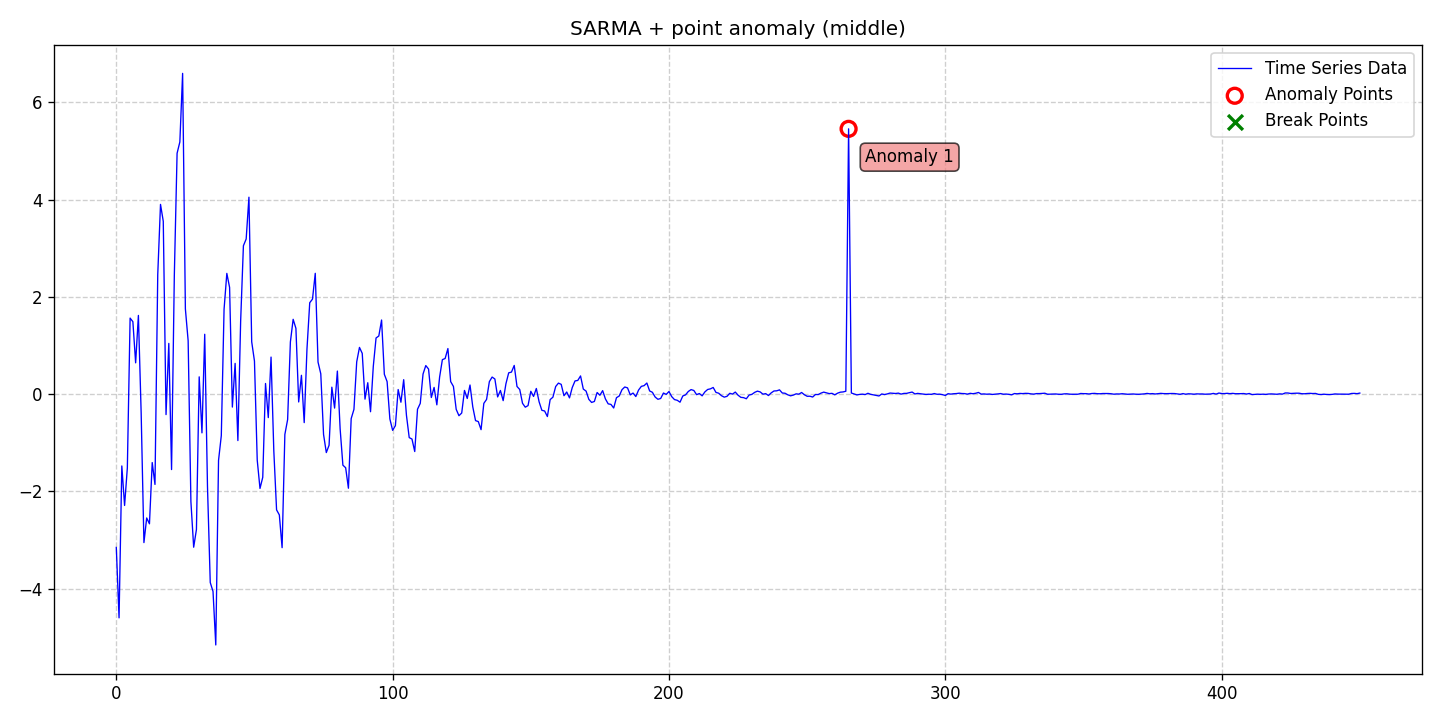 SARMA + point anomaly (middle)
Time Series Data
Anomaly Points
Break Points
Anomaly 1
6
4
2
0
−2
−4
0 100 200 300 400